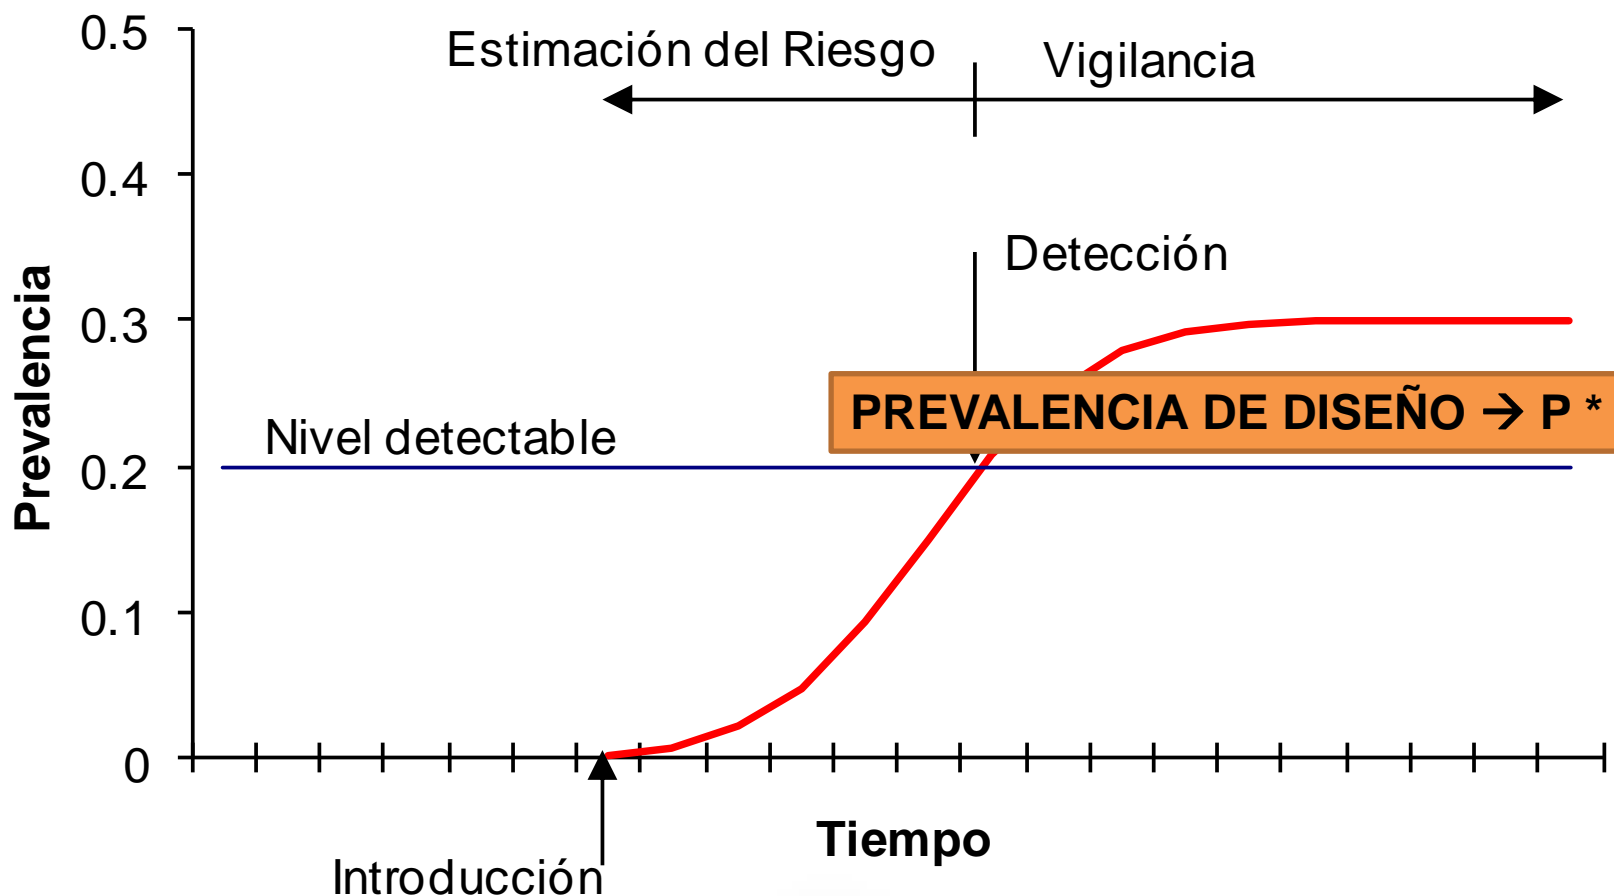 0.5
Estimación del Riesgo
Vigilancia
0.4
Detección
0.3
PREVALENCIA DE DISEÑO → P *
Nivel detectable
0.2
Prevalencia
0.1
0
Tiempo
Introducción